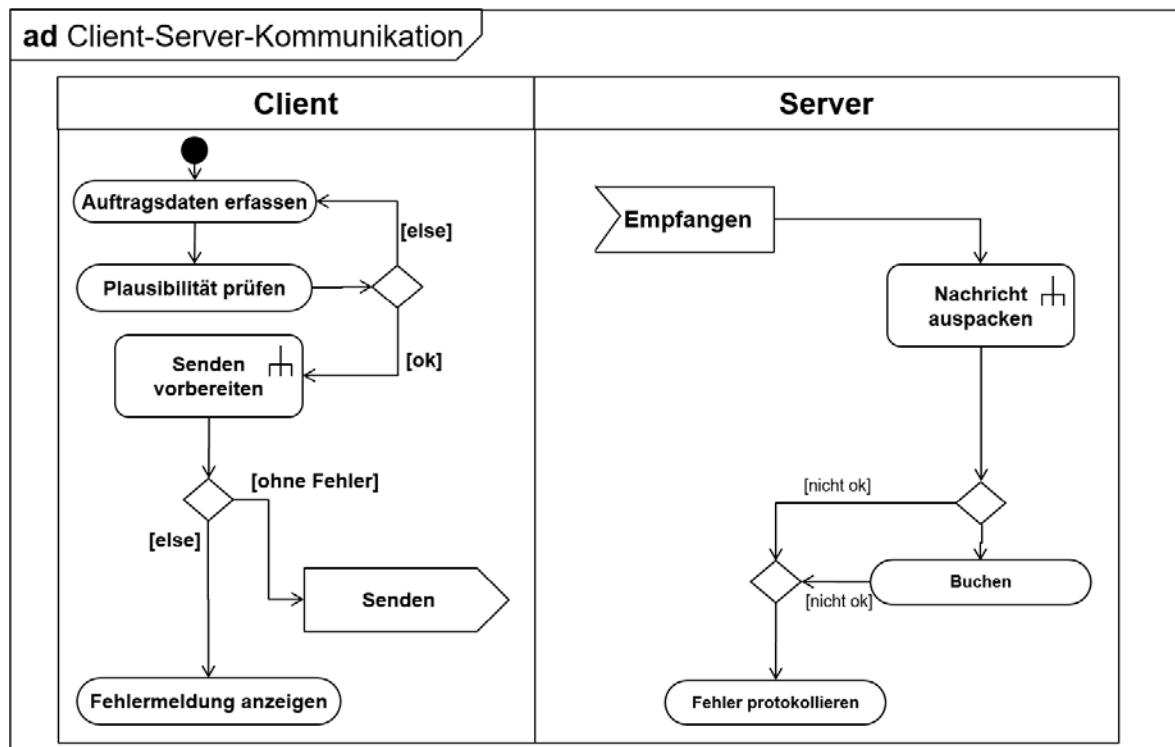 ad Client-Server-Kommunikation
Client
Server
Auftragsdaten erfassen
[else]
Plausibilität prüfen
[ok]
Senden
vorbereiten
[ohne Fehler]
[else]
Senden
Fehlermeldung anzeigen
Empfangen
Nachricht
auspacken
[nicht ok]
Buchen
[nicht ok]
Fehler protokollieren